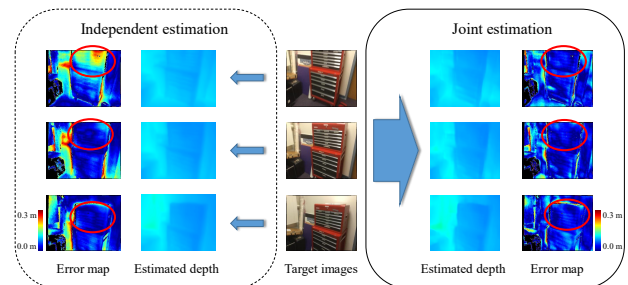 Independent estimation
Joint estimation
0.3 m
0.0 m
0.3 m
0.0 m
Error map
Estimated depth
Target images
Estimated depth
Error map